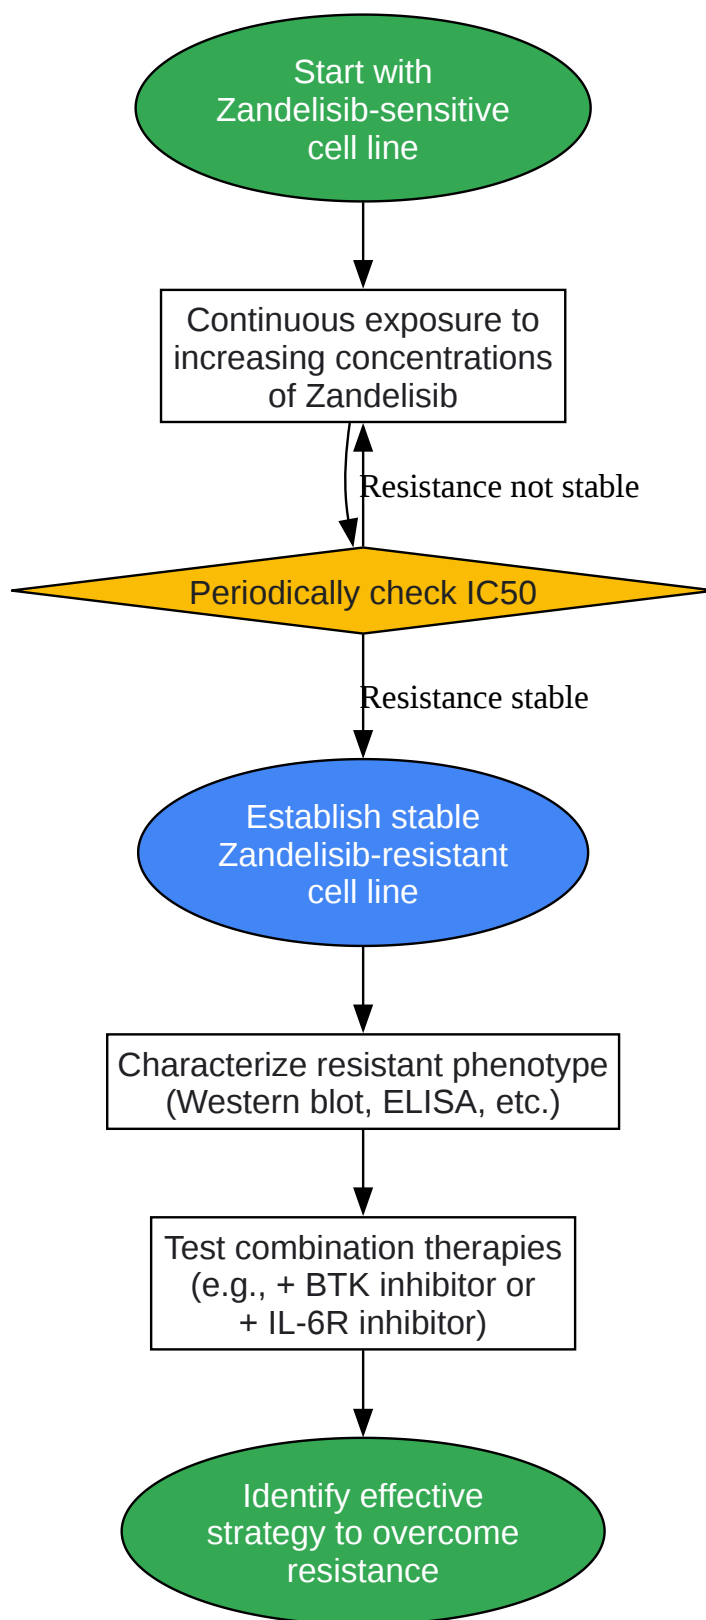 Start with
Zandelisib-sensitive
cell line
Continuous exposure to
increasing concentrations
of Zandelisib
Resistance not stable
Periodically check IC50
Resistance stable
Establish stable
Zandelisib-resistant
cell line
Characterize resistant phenotype
(Western blot, ELISA, etc.)
Test combination therapies
(e.g., + BTK inhibitor or
+ IL-6R inhibitor)
Identify effective
strategy to overcome
resistance